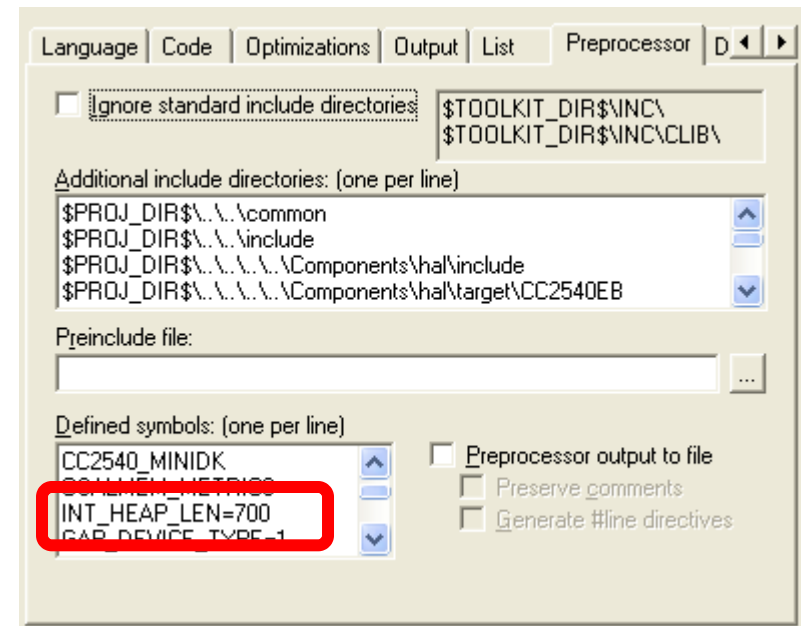 Language Code Optimizations Output List Preprocessor D
Ignore standard include directories
$TOOLKIT_DIR$\INC\
$TOOLKIT_DIR$\INC\CLIB\
Additional include directories: (one per line)
$PROJ_DIR$\..\..\common
$PROJ_DIR$\..\..\include
$PROJ_DIR$\..\..\..\..\Components\hal\include
$PROJ_DIR$\..\..\..\..\Components\hal\target\CC2540EB
Preinclude file:
...
Defined symbols: (one per line)
CC2540_MINIDK
INT_HEAP_LEN=700
GAP_DEVICE_TYPE=1
Preprocessor output to file
Preserve comments
Generate #line directives